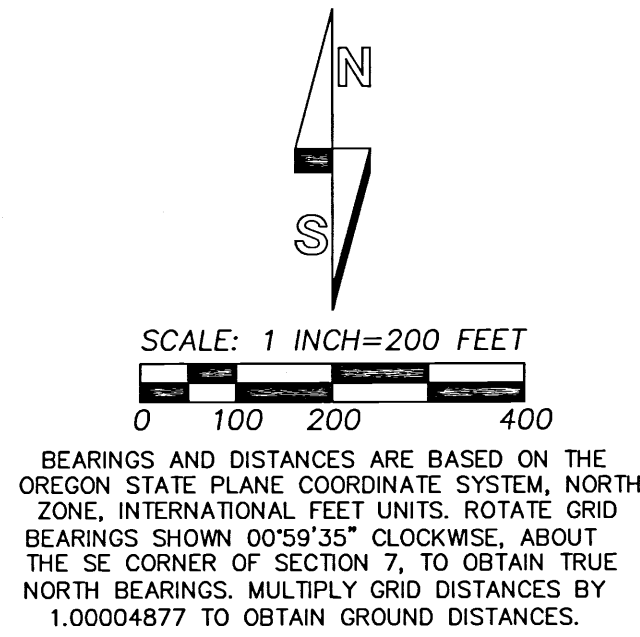 N
S
SCALE: 1 INCH=200 FEET
0 100 200 400
BEARINGS AND DISTANCES ARE BASED ON THE
OREGON STATE PLANE COORDINATE SYSTEM, NORTH
ZONE, INTERNATIONAL FEET UNITS. ROTATE GRID
BEARINGS SHOWN 00°59'35" CLOCKWISE, ABOUT
THE SE CORNER OF SECTION 7, TO OBTAIN TRUE
NORTH BEARINGS. MULTIPLY GRID DISTANCES BY
1.00004877 TO OBTAIN GROUND DISTANCES.